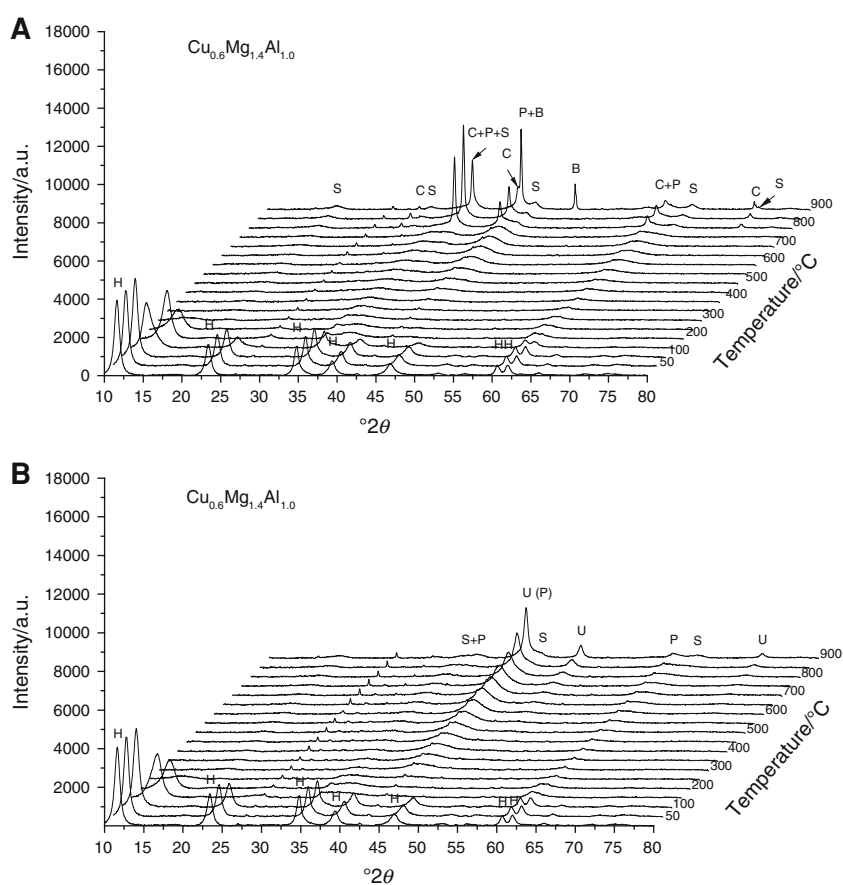 A
Cu0.6Mg1.4Al1.0
18000
16000
14000
12000
10000
8000
6000
4000
2000
0
Intensity/a.u.
P+B
C+P+S
C
S
C S
S
B
C+P
S
C
S
H
H
H
H
H
HH
900
800
700
600
500
400
300
200
100
50
Temperature/°C
10 15 20 25 30 35 40 45 50 55 60 65 70 75 80
°2θ
B
Cu0.6Mg1.4Al1.0
18000
16000
14000
12000
10000
8000
6000
4000
2000
Intensity/a.u.
U (P)
S+P
S
U
P
S
U
H
H
H
H
H
HH
900
800
700
600
500
400
300
200
100
50
Temperature/°C
10 15 20 25 30 35 40 45 50 55 60 65 70 75 80
°2θ